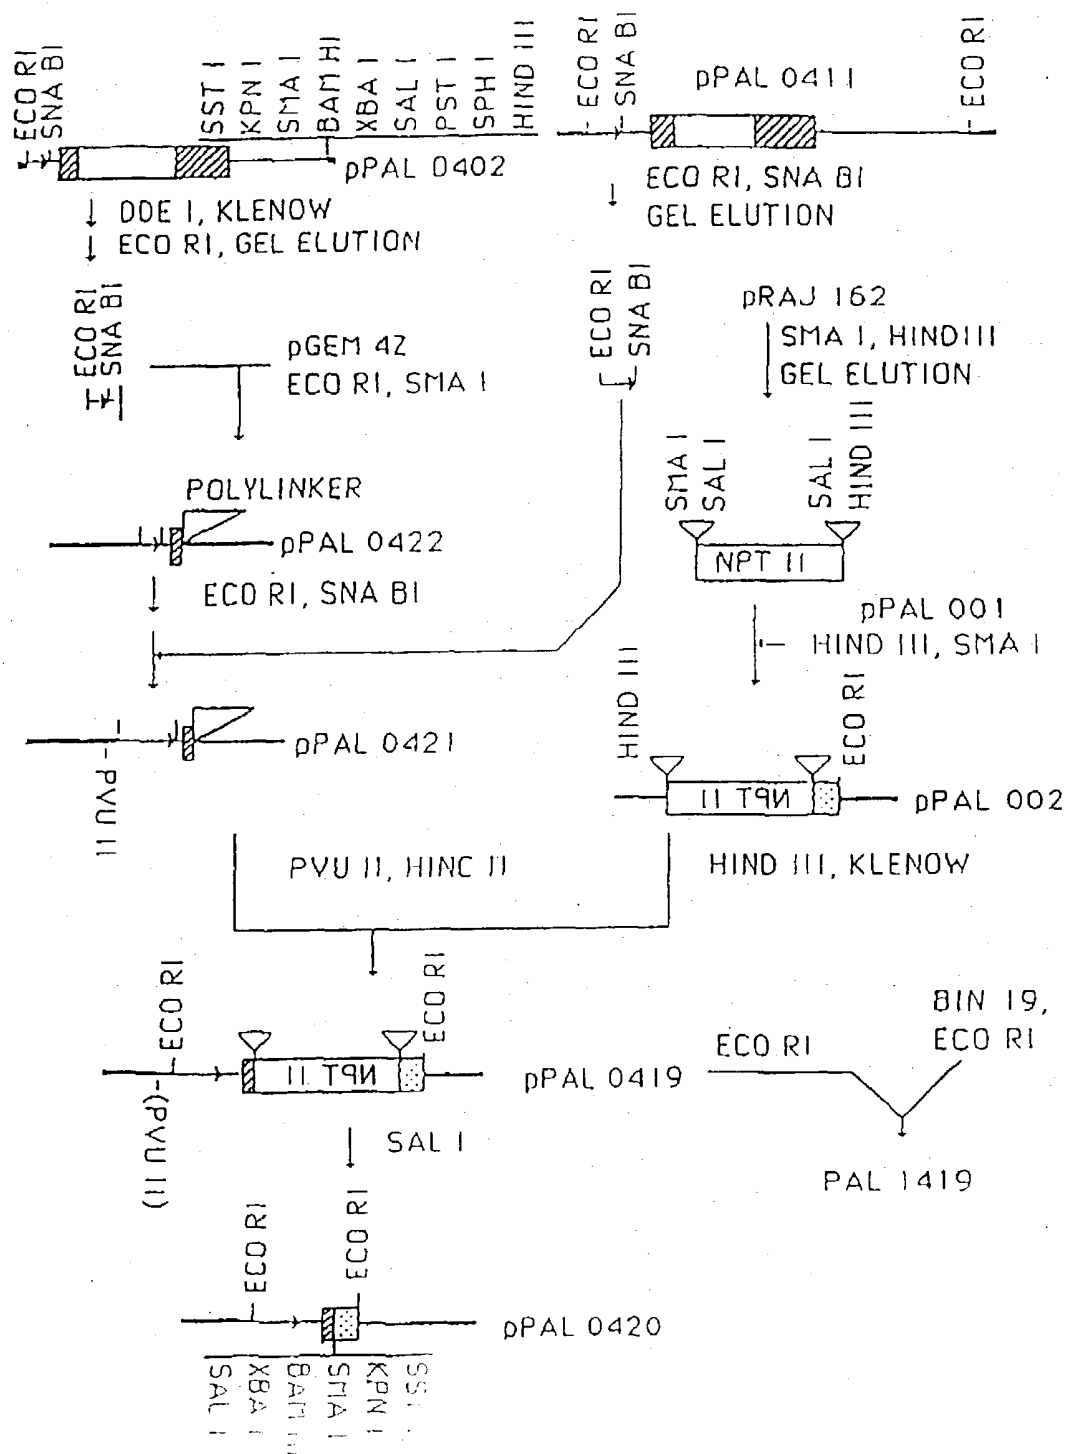 ECO RI
SNA BI
SST I
KPN I
SMA I
BAM HI
XBA I
SAL I
PST I
SPH I
HIND III
pPAL 0402
ECO RI
SNA BI
pPAL 0411
ECO RI
DDE I, KLENOW
ECO RI, GEL ELUTION
ECO RI, SNA BI
GEL ELUTION
ECO RI
SNA BI
pGEM 4Z
ECO RI, SMA I
ECO RI
SNA BI
pRAJ 162
SMA I, HINDIII
GEL ELUTION
POLYLINKER
pPAL 0422
ECO RI, SNA BI
SMA I
SAL I
SAL I
HIND III
NPT II
pPAL 001
HIND III, SMA I
pPAL 0421
PVU II
HIND III
ECO RI
NPT II
pPAL 002
PVU II, HINC II
HIND III, KLENOW
ECO RI
ECO RI
(PVU II)
NPT II
pPAL 0419
ECO RI
BIN 19,
ECO RI
PAL 1419
SAL I
ECO RI
ECO RI
pPAL 0420
SAL I
XBA I
BAM
SMA I
KPN I